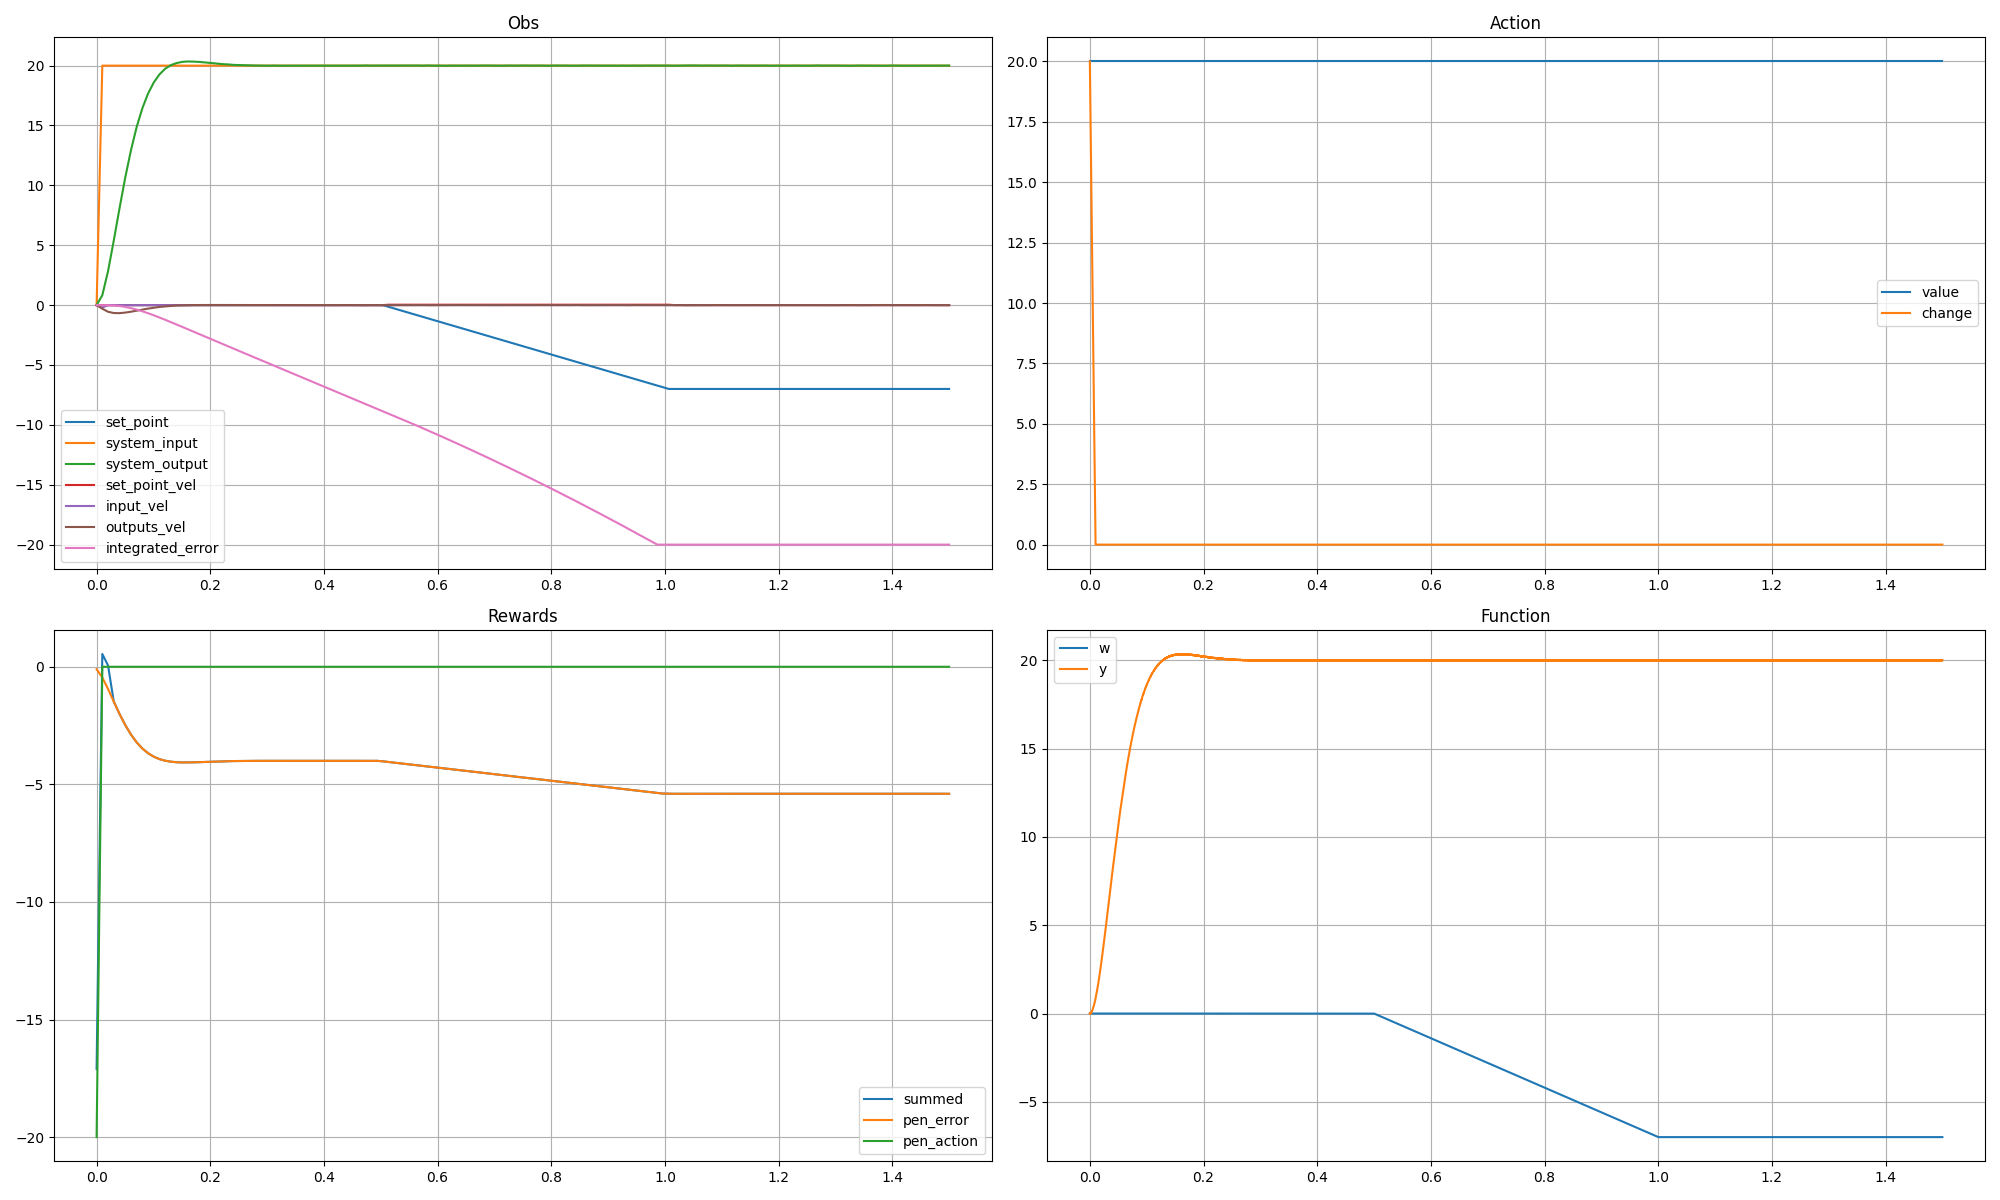 Obs
20
15
10
5
0
−5
−10
−15
−20
set_point
system_input
system_output
set_point_vel
input_vel
outputs_vel
integrated_error
0.0 0.2 0.4 0.6 0.8 1.0 1.2 1.4
Action
20.0
17.5
15.0
12.5
10.0
7.5
5.0
2.5
0.0
value
change
0.0 0.2 0.4 0.6 0.8 1.0 1.2 1.4
Rewards
0
−5
−10
−15
−20
summed
pen_error
pen_action
0.0 0.2 0.4 0.6 0.8 1.0 1.2 1.4
Function
w
y
20
15
10
5
0
−5
0.0 0.2 0.4 0.6 0.8 1.0 1.2 1.4